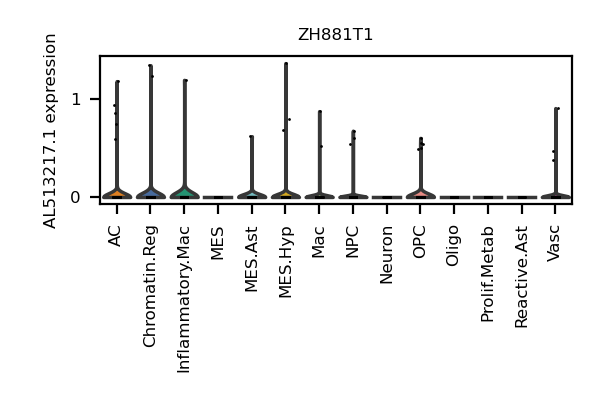 ZH881T1
AL513217.1 expression
1
0
AC
Chromatin.Reg
Inflammatory.Mac
MES
MES.Ast
MES.Hyp
Mac
NPC
Neuron
OPC
Oligo
Prolif.Metab
Reactive.Ast
Vasc